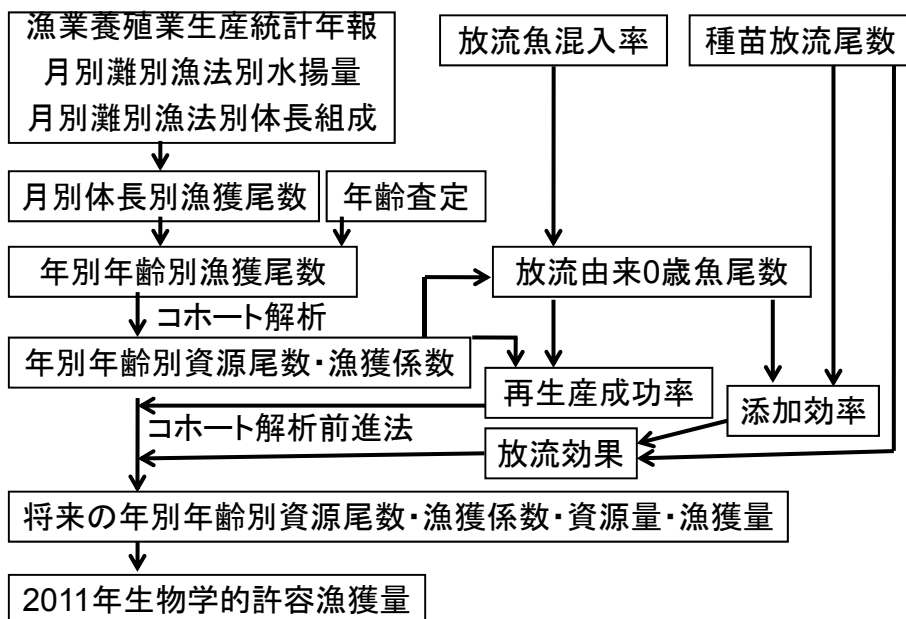 漁業養殖業生産統計年報
月別灘別漁法別水揚量
月別灘別漁法別体長組成
放流魚混入率
種苗放流尾数
月別体長別漁獲尾数
年齢査定
年別年齢別漁獲尾数
放流由来0歳魚尾数
コホート解析
年別年齢別資源尾数・漁獲係数
再生産成功率
添加効率
コホート解析前進法
放流効果
将来の年別年齢別資源尾数・漁獲係数・資源量・漁獲量
2011年生物学的許容漁獲量